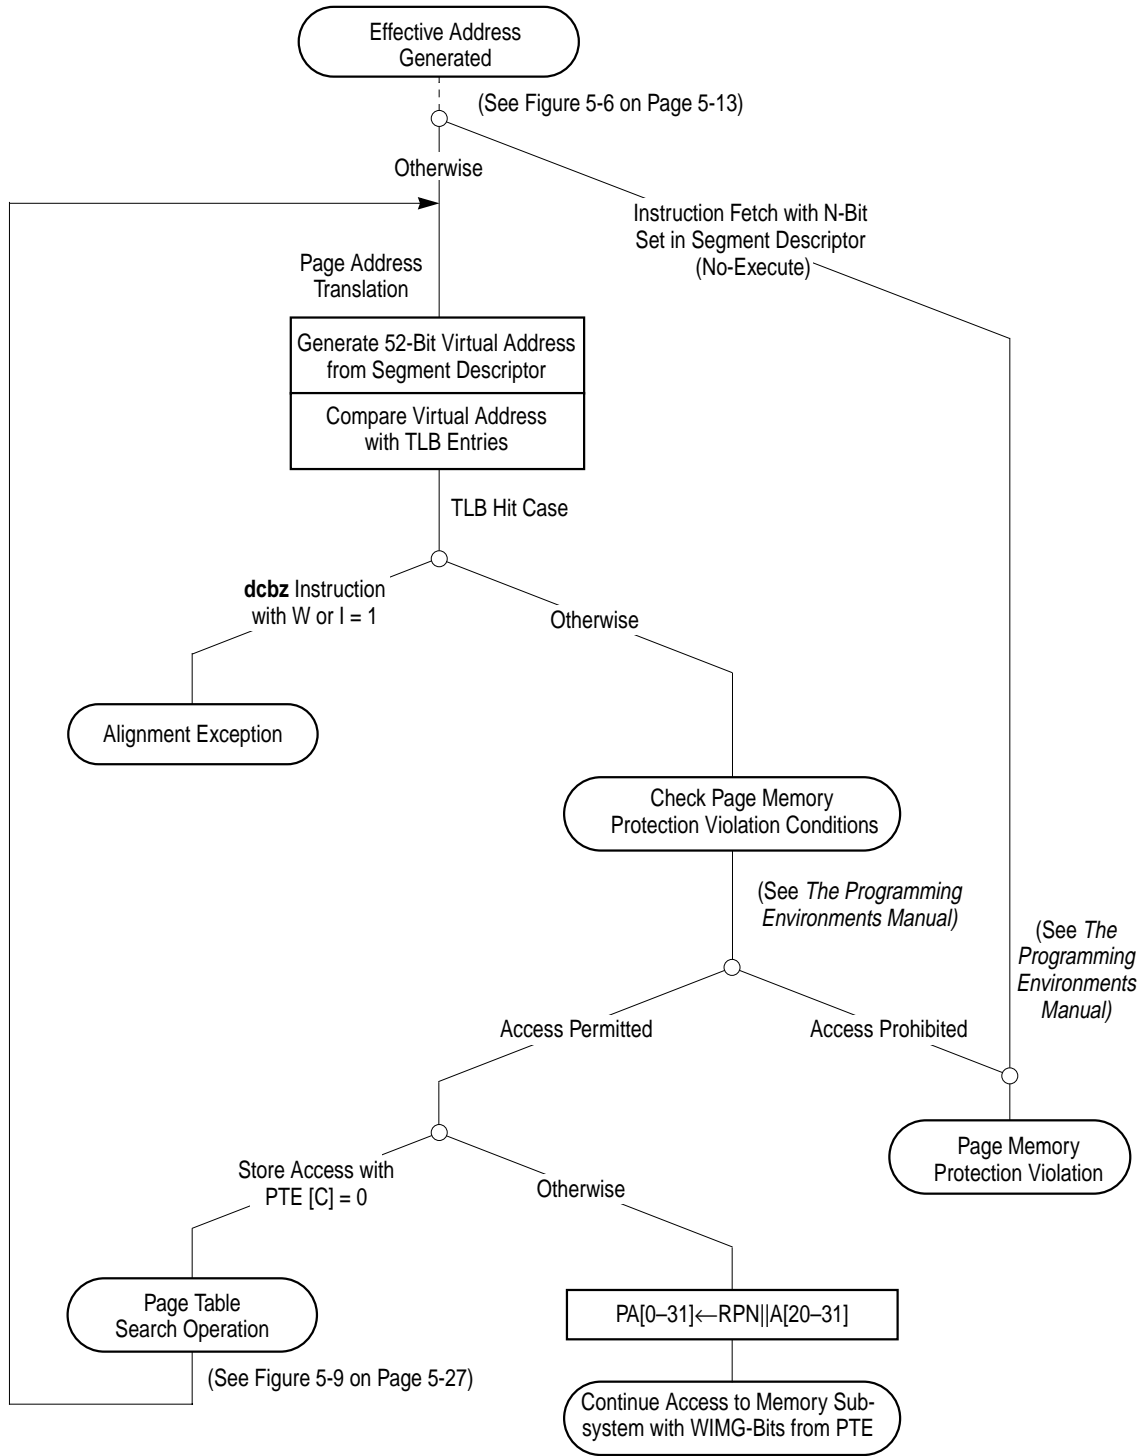 Effective Address
Generated
(See Figure 5-6 on Page 5-13)
Otherwise
Instruction Fetch with N-Bit
Set in Segment Descriptor
(No-Execute)
Page Address
Translation
Generate 52-Bit Virtual Address
from Segment Descriptor
Compare Virtual Address
with TLB Entries
TLB Hit Case
dcbz Instruction
with W or I = 1
Otherwise
Alignment Exception
Check Page Memory
Protection Violation Conditions
(See The Programming
Environments Manual)
(See The
Programming
Environments
Manual)
Access Permitted
Access Prohibited
Page Memory
Protection Violation
Store Access with
PTE [C] = 0
Otherwise
Page Table
Search Operation
PA[0–31]←RPN||A[20–31]
(See Figure 5-9 on Page 5-27)
Continue Access to Memory Sub-
system with WIMG-Bits from PTE